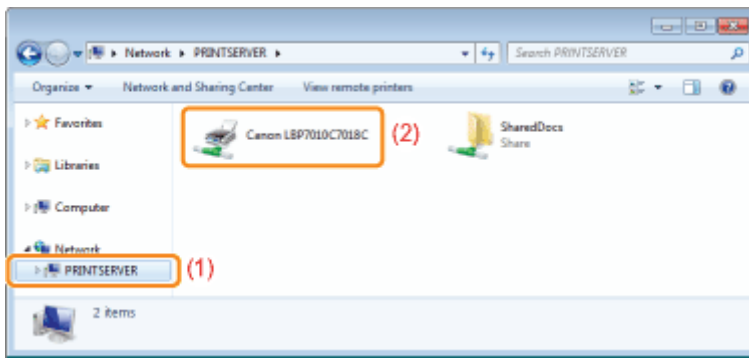 Network ▸ PRINTSERVER ▸
Search PRINTSERVER
Organize
Network and Sharing Center
View remote printers
Favorites
Libraries
Computer
Network
PRINTSERVER
(1)
Canon LBP7010C7018C
(2)
SharedDocs
Share
2 items